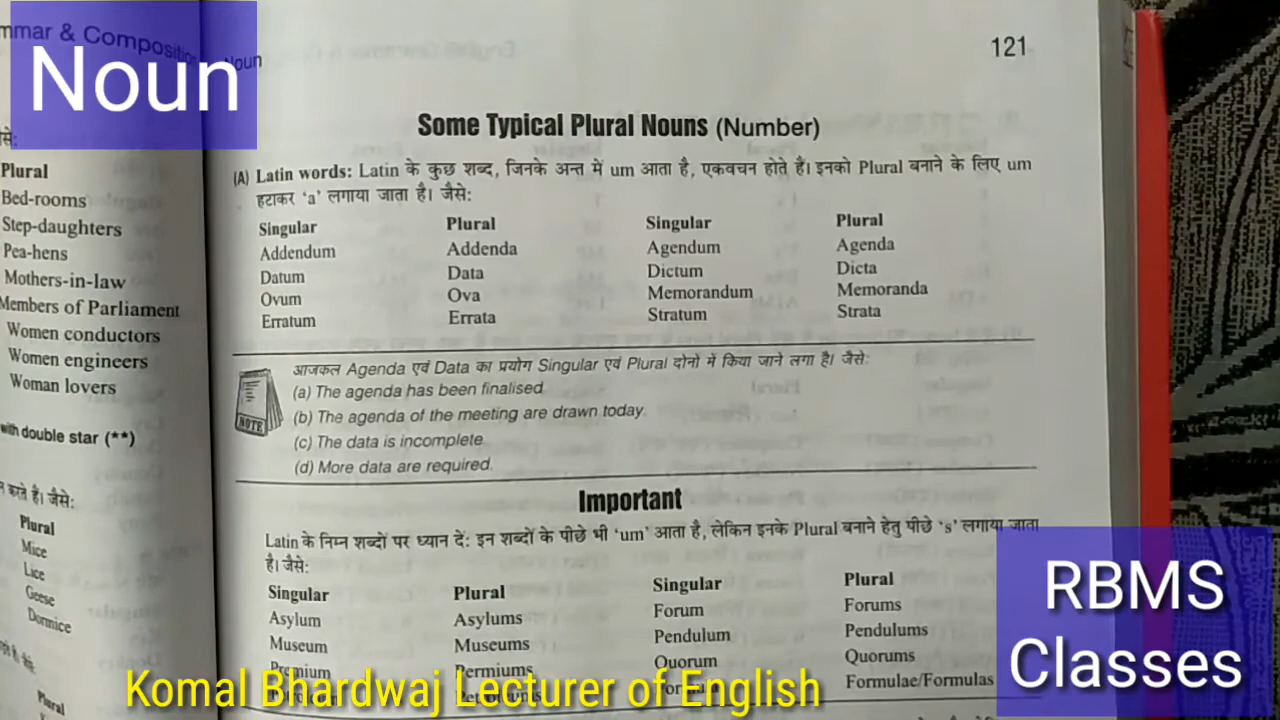 Noun
mmar & Composition
Noun
121
से:
Plural
Bed-rooms
Step-daughters
Pea-hens
Mothers-in-law
Members of Parliament
Women conductors
Women engineers
Woman lovers
with double star (**)
करते हैं। जैसे:
Plural
Mice
Lice
Geese
Dormice
Plural
Some Typical Plural Nouns (Number)
(A) Latin words: Latin के कुछ शब्द, जिनके अन्त में um आता है, एकवचन होते हैं। इनको Plural बनाने के लिए um
हटाकर 'a' लगाया जाता है। जैसे:
Singular Plural Singular Plural
Addendum Addenda Agendum Agenda
Datum Data Dictum Dicta
Ovum Ova Memorandum Memoranda
Erratum Errata Stratum Strata
NOTE
आजकल Agenda एवं Data का प्रयोग Singular एवं Plural दोनो में किया जाने लगा है। जैसे:
(a) The agenda has been finalised.
(b) The agenda of the meeting are drawn today.
(c) The data is incomplete.
(d) More data are required.
Important
Latin के निम्न शब्दों पर ध्यान दें: इन शब्दों के पीछे भी 'um' आता है, लेकिन इनके Plural बनाने हेतु पीछे 's' लगाया जाता
है। जैसे:
Singular Plural Singular Plural
Asylum Asylums Forum Forums
Museum Museums Pendulum Pendulums
Premium Permiums Quorum Quorums
Formulae/Formulas
RBMS
Classes
Komal Bhardwaj Lecturer of English